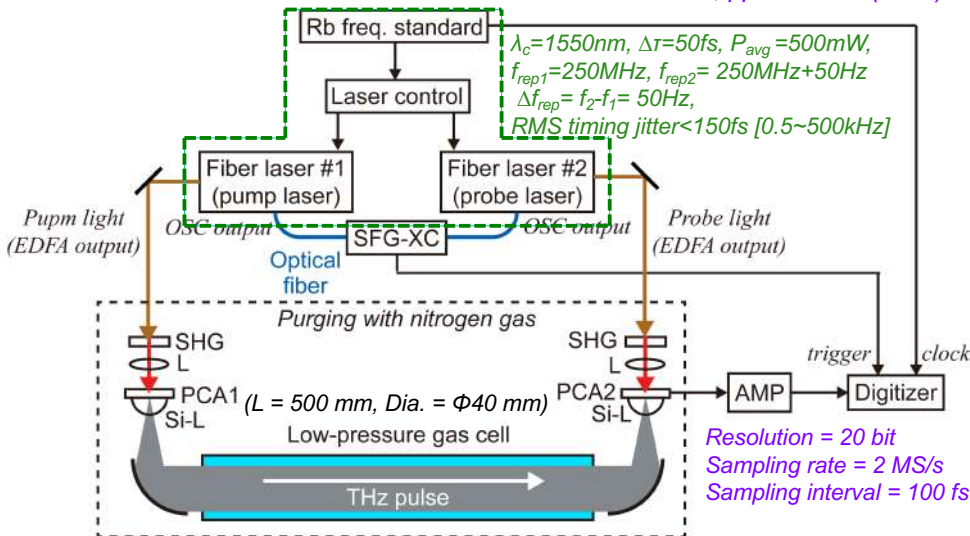 Rb freq. standard
λc=1550nm, Δτ=50fs, Pavg =500mW,
frep1=250MHz, frep2= 250MHz+50Hz
Δfrep= f2-f1= 50Hz,
RMS timing jitter<150fs [0.5~500kHz]
Laser control
Fiber laser #1
(pump laser)
Fiber laser #2
(probe laser)
Pupm light
(EDFA output)
OSC output
SFG-XC
OSC output
Probe light
(EDFA output)
Optical
fiber
Purging with nitrogen gas
SHG
L
PCA1
Si-L
(L = 500 mm, Dia. = Φ40 mm)
SHG
L
PCA2
Si-L
trigger
clock
AMP
Digitizer
Low-pressure gas cell
THz pulse
Resolution = 20 bit
Sampling rate = 2 MS/s
Sampling interval = 100 fs